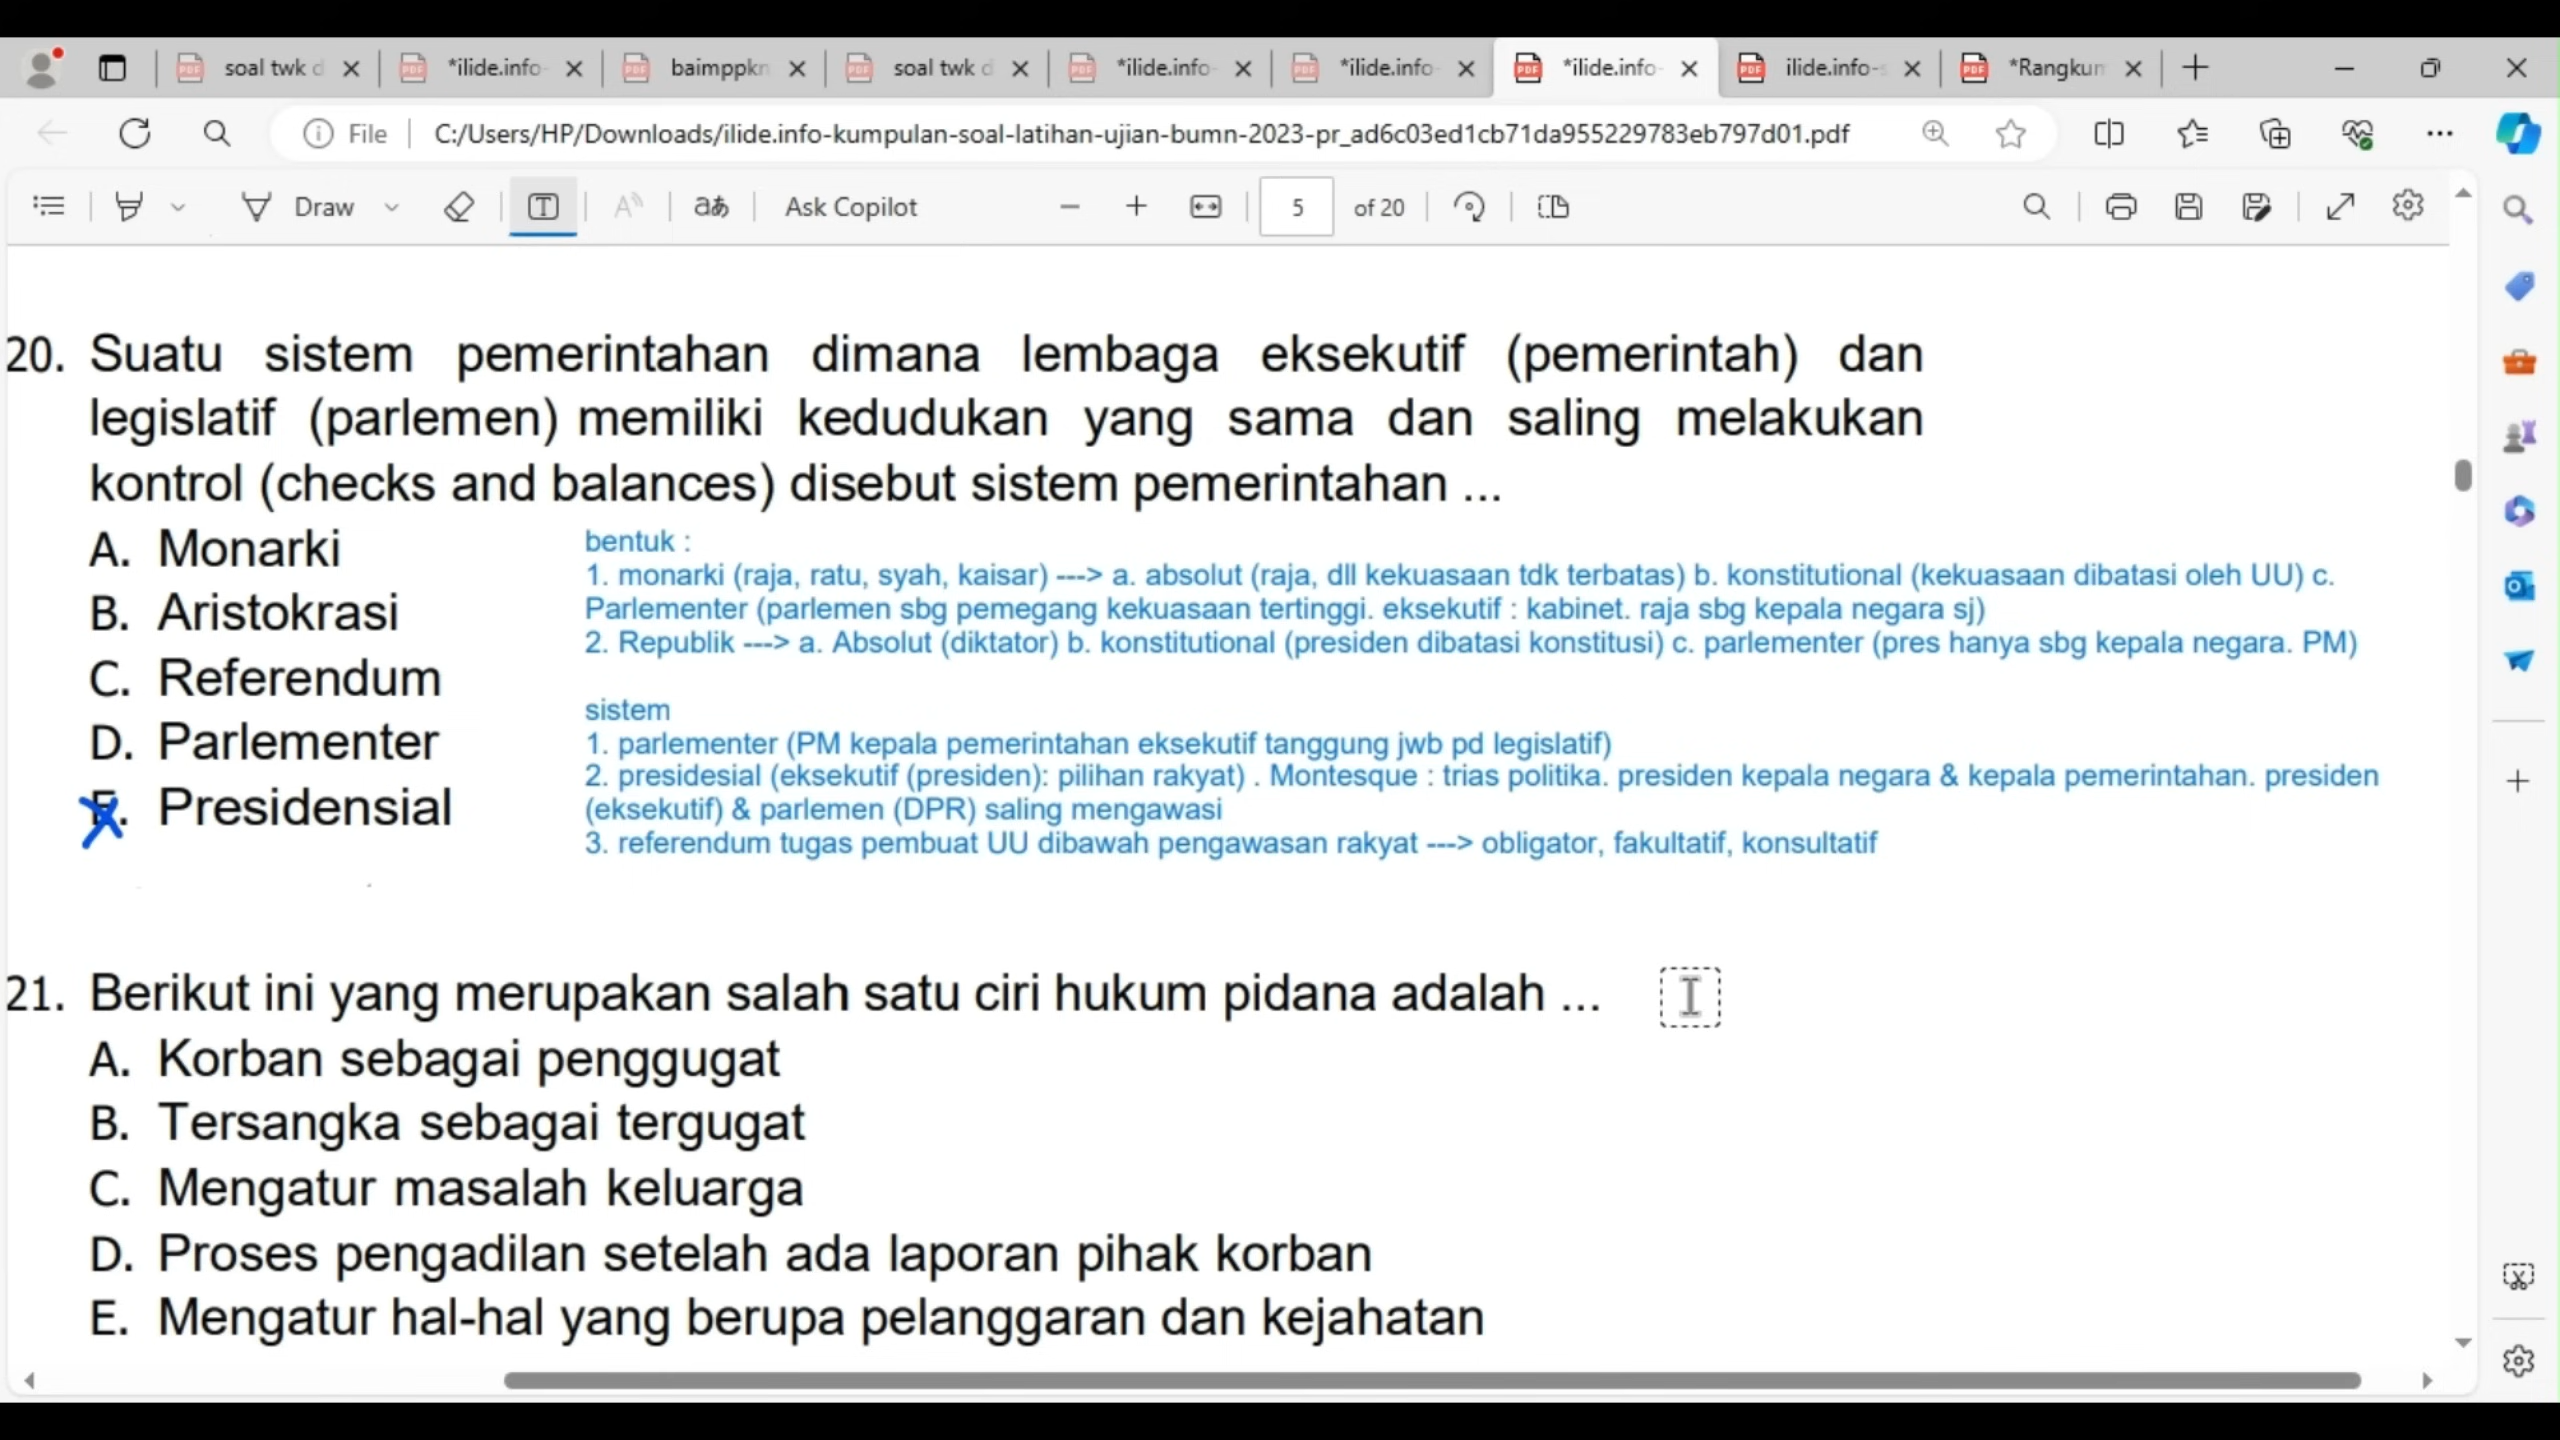 soal twk d
*ilide.info-
baimppkn
soal twk d
*ilide.info-
*ilide.info-
*ilide.info-
ilide.info-s
*Rangkum
File
C:/Users/HP/Downloads/ilide.info-kumpulan-soal-latihan-ujian-bumn-2023-pr_ad6c03ed1cb71da955229783eb797d01.pdf
Draw
aあ
Ask Copilot
5
of 20
20. Suatu sistem pemerintahan dimana lembaga eksekutif (pemerintah) dan
legislatif (parlemen) memiliki kedudukan yang sama dan saling melakukan
kontrol (checks and balances) disebut sistem pemerintahan ...
A. Monarki
B. Aristokrasi
C. Referendum
D. Parlementer
E. Presidensial
bentuk :
1. monarki (raja, ratu, syah, kaisar) ---> a. absolut (raja, dll kekuasaan tdk terbatas) b. konstitutional (kekuasaan dibatasi oleh UU) c.
Parlementer (parlemen sbg pemegang kekuasaan tertinggi. eksekutif : kabinet. raja sbg kepala negara sj)
2. Republik ---> a. Absolut (diktator) b. konstitutional (presiden dibatasi konstitusi) c. parlementer (pres hanya sbg kepala negara. PM)
sistem
1. parlementer (PM kepala pemerintahan eksekutif tanggung jwb pd legislatif)
2. presidesial (eksekutif (presiden): pilihan rakyat) . Montesque : trias politika. presiden kepala negara & kepala pemerintahan. presiden
(eksekutif) & parlemen (DPR) saling mengawasi
3. referendum tugas pembuat UU dibawah pengawasan rakyat ---> obligator, fakultatif, konsultatif
21. Berikut ini yang merupakan salah satu ciri hukum pidana adalah ...
A. Korban sebagai penggugat
B. Tersangka sebagai tergugat
C. Mengatur masalah keluarga
D. Proses pengadilan setelah ada laporan pihak korban
E. Mengatur hal-hal yang berupa pelanggaran dan kejahatan